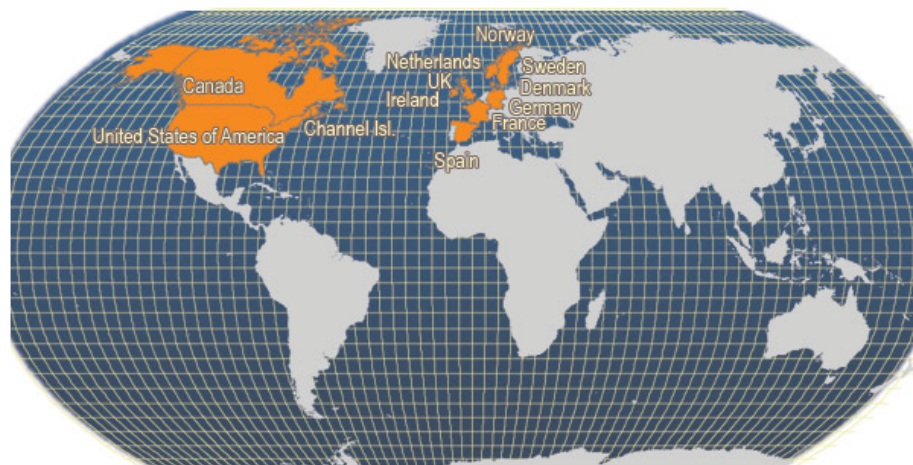 Norway
Netherlands
Sweden
UK
Canada
Denmark
Ireland
Germany
France
Channel Isl.
United States of America
Spain